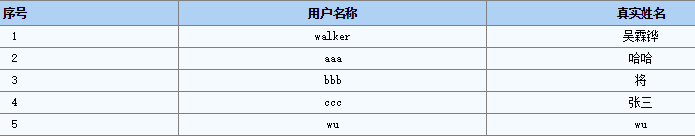 序号 用户名称 真实姓名
1 walker 吴霖铧
2 aaa 哈哈
3 bbb 将
4 ccc 张三
5 wu wu